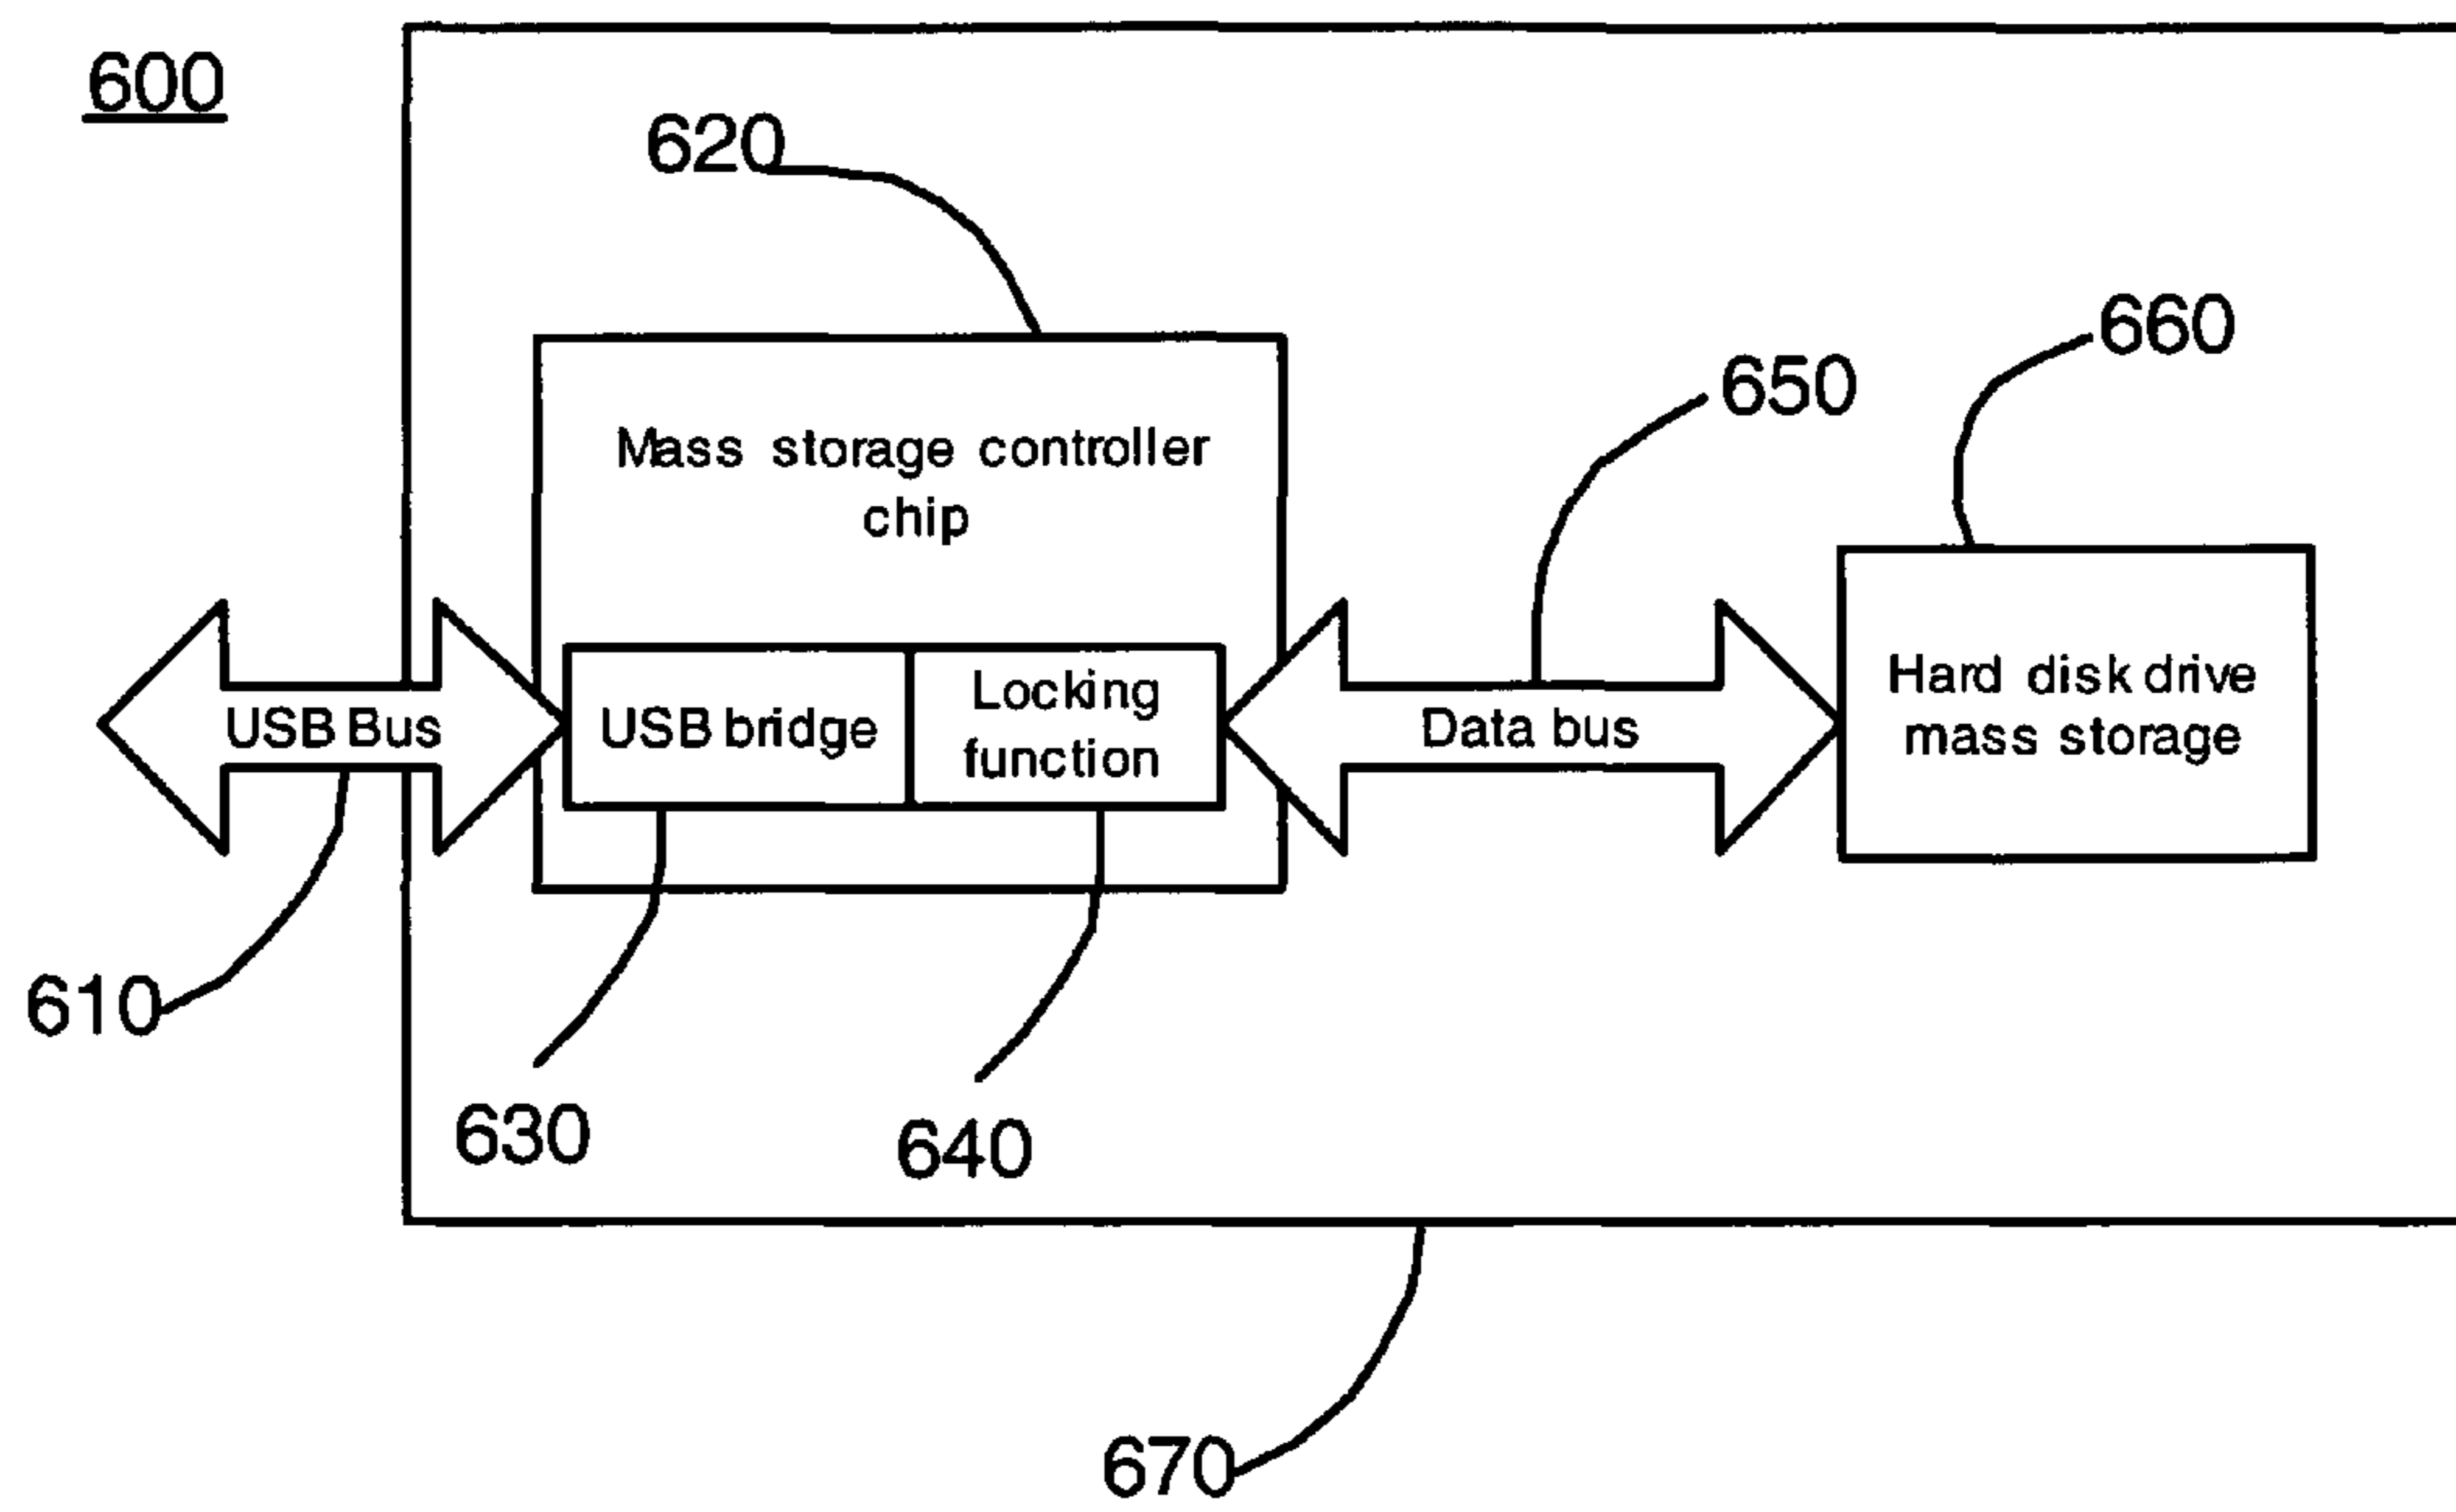 600
620
660
650
Mass storage controller
chip
USB Bus
USB bridge
Locking
function
Data bus
Hard disk drive
mass storage
610
630
640
670